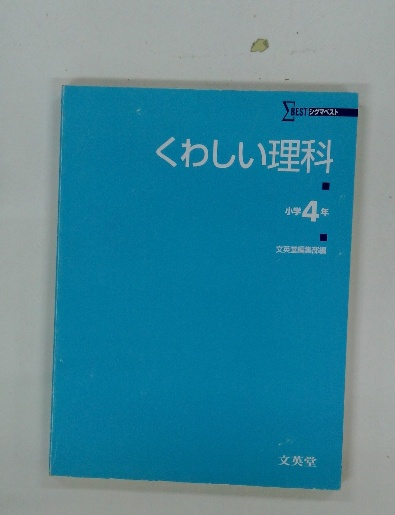 ΣBEST シグマベスト
くわしい理科
小学4年
文英堂編集部編
文英堂